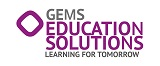 GEMS
EDUCATION
SOLUTIONS
LEARNING FOR TOMORROW